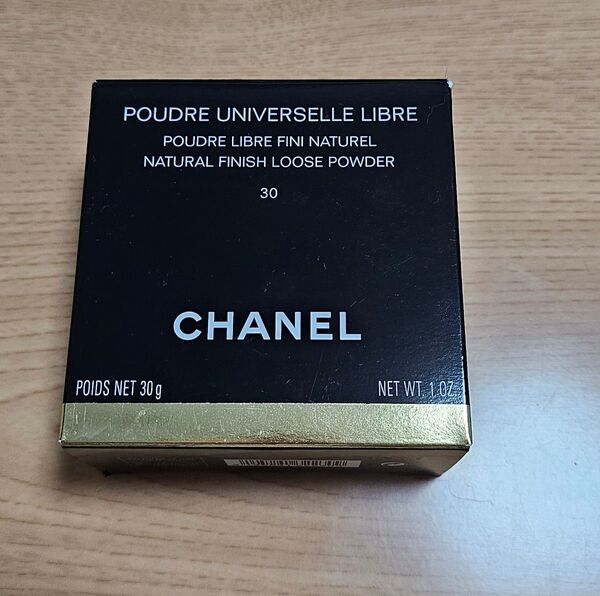 POUDRE UNIVERSELLE LIBRE
POUDRE LIBRE FINI NATUREL
NATURAL FINISH LOOSE POWDER
30
CHANEL
POIDS NET 30 g NET WT. 1 OZ